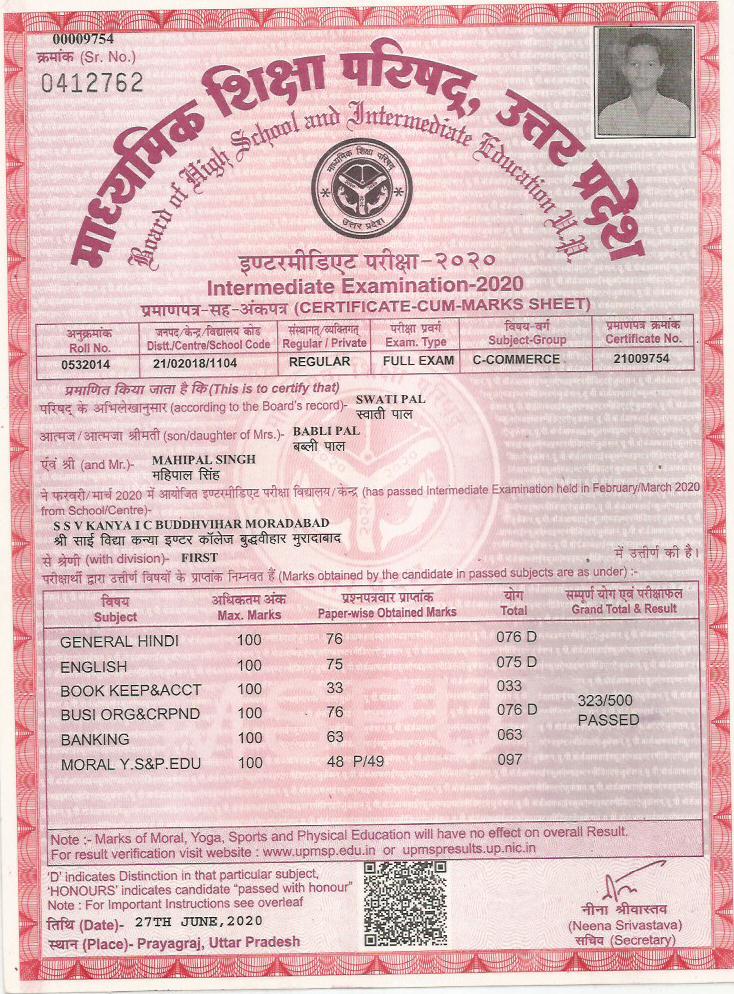 00009754
क्रमांक (Sr. No.)
0412762
माध्यमिक शिक्षा परिषद्, उत्तर प्रदेश
Board of High School and Intermediate Education U.P.
माध्यमिक शिक्षा परिषद्
उत्तर प्रदेश
इण्टरमीडिएट परीक्षा-२०२०
Intermediate Examination-2020
प्रमाणपत्र-सह-अंकपत्र (CERTIFICATE-CUM-MARKS SHEET)
अनुक्रमांक जनपद/केन्द्र/विद्यालय कोड संस्थागत/व्यक्तिगत परीक्षा प्रवर्ग विषय-वर्ग प्रमाणपत्र क्रमांक
Roll No. Distt./Centre/School Code Regular / Private Exam. Type Subject-Group Certificate No.
0532014 21/02018/1104 REGULAR FULL EXAM C-COMMERCE 21009754
प्रमाणित किया जाता है कि (This is to certify that)
परिषद् के अभिलेखानुसार (according to the Board's record)- SWATI PAL
स्वाती पाल
आत्मज/आत्मजा श्रीमती (son/daughter of Mrs.)- BABLI PAL
बब्ली पाल
एंवं श्री (and Mr.)- MAHIPAL SINGH
महिपाल सिंह
ने फरवरी/मार्च 2020 में आयोजित इण्टरमीडिएट परीक्षा विद्यालय/केन्द्र (has passed Intermediate Examination held in February/March 2020
from School/Centre)-
S S V KANYA I C BUDDHVIHAR MORADABAD
श्री साई विद्या कन्या इण्टर कॉलेज बुद्धवीहार मुरादाबाद
से श्रेणी (with division)- FIRST में उत्तीर्ण की है।
परीक्षार्थी द्वारा उत्तीर्ण विषयों के प्राप्तांक निम्नवत हैं (Marks obtained by the candidate in passed subjects are as under) :-
विषय अधिकतम अंक प्रश्नपत्रवार प्राप्तांक योग सम्पूर्ण योग एवं परीक्षाफल
Subject Max. Marks Paper-wise Obtained Marks Total Grand Total & Result
GENERAL HINDI 100 76 076 D
ENGLISH 100 75 075 D
BOOK KEEP&ACCT 100 33 033
323/500
BUSI ORG&CRPND 100 76 076 D
PASSED
BANKING 100 63 063
MORAL Y.S&P.EDU 100 48 P/49 097
Note :- Marks of Moral, Yoga, Sports and Physical Education will have no effect on overall Result.
For result verification visit website : www.upmsp.edu.in or upmspresults.up.nic.in
'D' indicates Distinction in that particular subject,
'HONOURS' indicates candidate "passed with honour"
Note : For Important Instructions see overleaf
तिथि (Date)- 27TH JUNE,2020
स्थान (Place)- Prayagraj, Uttar Pradesh
नीना श्रीवास्तव
(Neena Srivastava)
सचिव (Secretary)